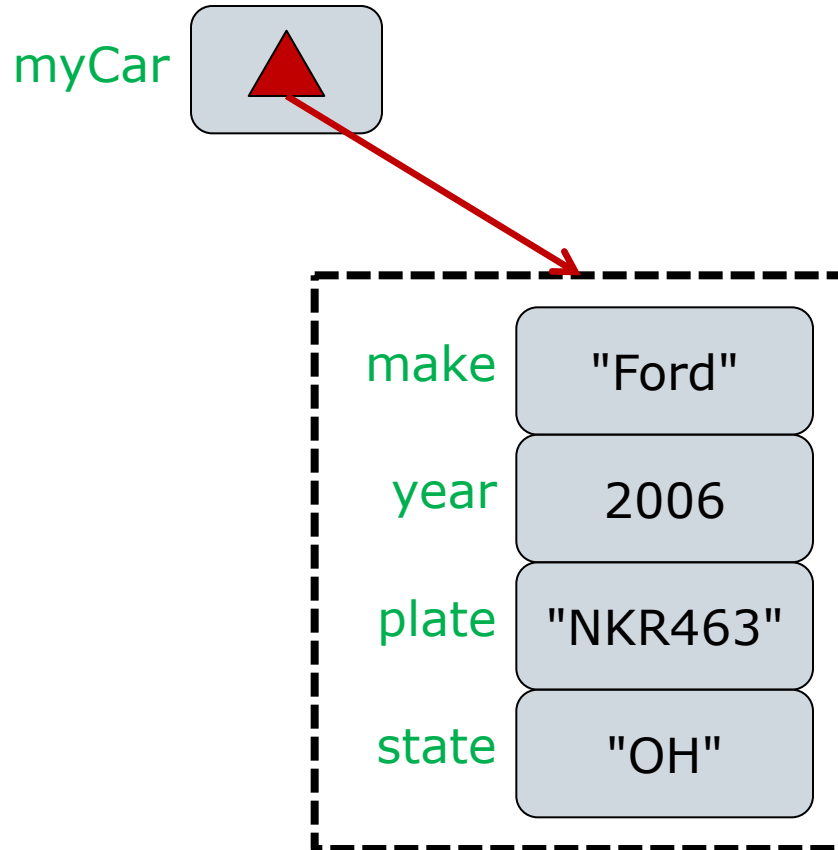 myCar
make "Ford"
year 2006
plate "NKR463"
state "OH"